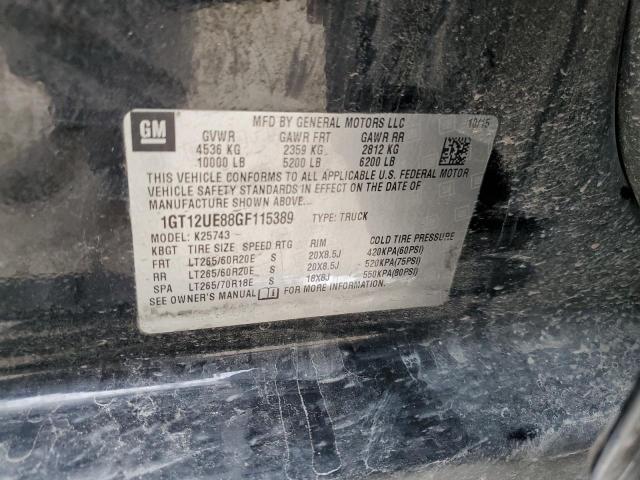 GM
MFD BY GENERAL MOTORS LLC 10/15
GVWR GAWR FRT GAWR RR
4536 KG 2359 KG 2812 KG
10000 LB 5200 LB 6200 LB
THIS VEHICLE CONFORMS TO ALL APPLICABLE U.S. FEDERAL MOTOR
VEHICLE SAFETY STANDARDS IN EFFECT ON THE DATE OF
MANUFACTURE SHOWN ABOVE.
1GT12UE88GF115389 TYPE: TRUCK
MODEL: K25743
KBGT TIRE SIZE SPEED RTG RIM COLD TIRE PRESSURE
FRT LT265/60R20E S 20X8.5J 420KPA(60PSI)
RR LT265/60R20E S 20X8.5J 520KPA(75PSI)
SPA LT265/70R18E S 18X8J 550KPA(80PSI)
SEE OWNER'S MANUAL FOR MORE INFORMATION.